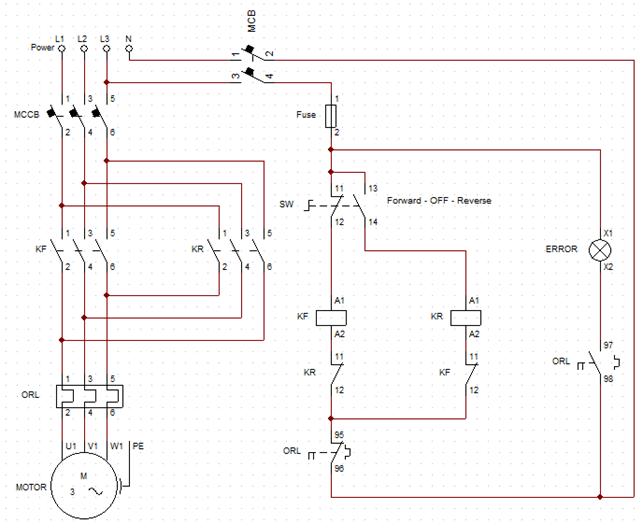 MCB
L1 L2 L3 N
Power
1 2
3 4
1 3 5
MCCB
2 4 6
1
Fuse
2
11 13
SW
Forward - OFF - Reverse
12 14
1 3 5
KF
2 4 6
1 3 5
KR
2 4 6
X1
ERROR
X2
A1
KF
A2
A1
KR
A2
11
KR
12
11
KF
12
97
ORL
98
1 3 5
ORL
2 4 6
95
ORL
96
U1 V1 W1 PE
M
MOTOR
3